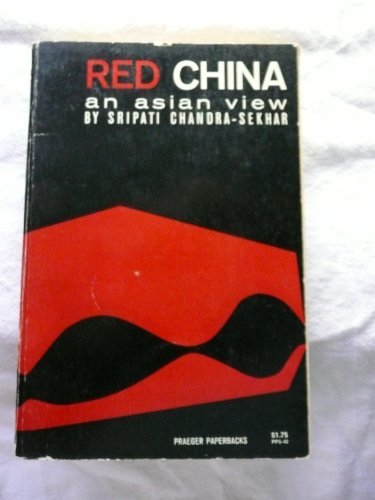 RED CHINA
an asian view
BY SRIPATI CHANDRA-SEKHAR
PRAEGER PAPERBACKS
$1.75